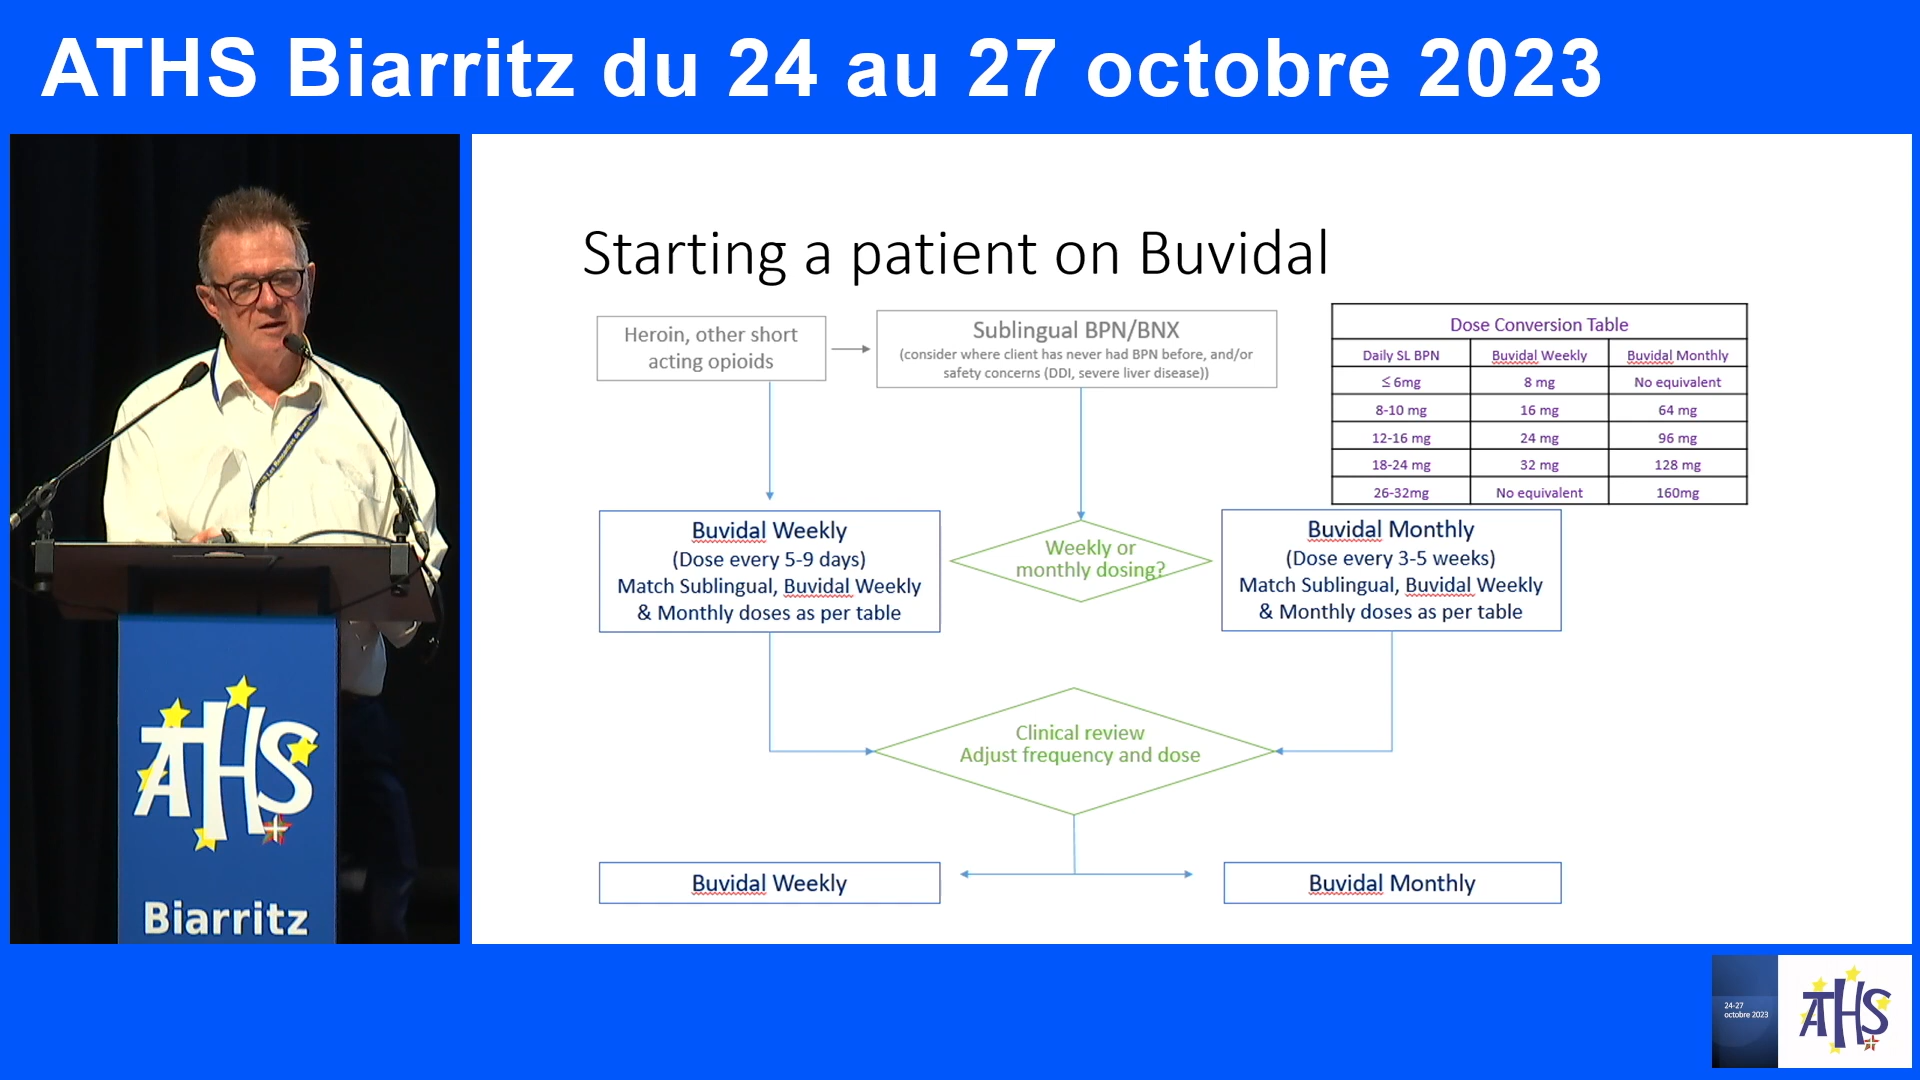 ATHS Biarritz du 24 au 27 octobre 2023
Starting a patient on Buvidal
Heroin, other short
acting opioids
Sublingual BPN/BNX
(consider where client has never had BPN before, and/or
safety concerns (DDI, severe liver disease))
Dose Conversion Table
Daily SL BPN Buvidal Weekly Buvidal Monthly
≤ 6mg 8 mg No equivalent
8-10 mg 16 mg 64 mg
12-16 mg 24 mg 96 mg
18-24 mg 32 mg 128 mg
26-32mg No equivalent 160mg
Buvidal Weekly
(Dose every 5-9 days)
Match Sublingual, Buvidal Weekly
& Monthly doses as per table
Weekly or
monthly dosing?
Buvidal Monthly
(Dose every 3-5 weeks)
Match Sublingual, Buvidal Weekly
& Monthly doses as per table
Clinical review
Adjust frequency and dose
Buvidal Weekly
Buvidal Monthly
ATHS
Biarritz
24-27
octobre 2023
ATHS